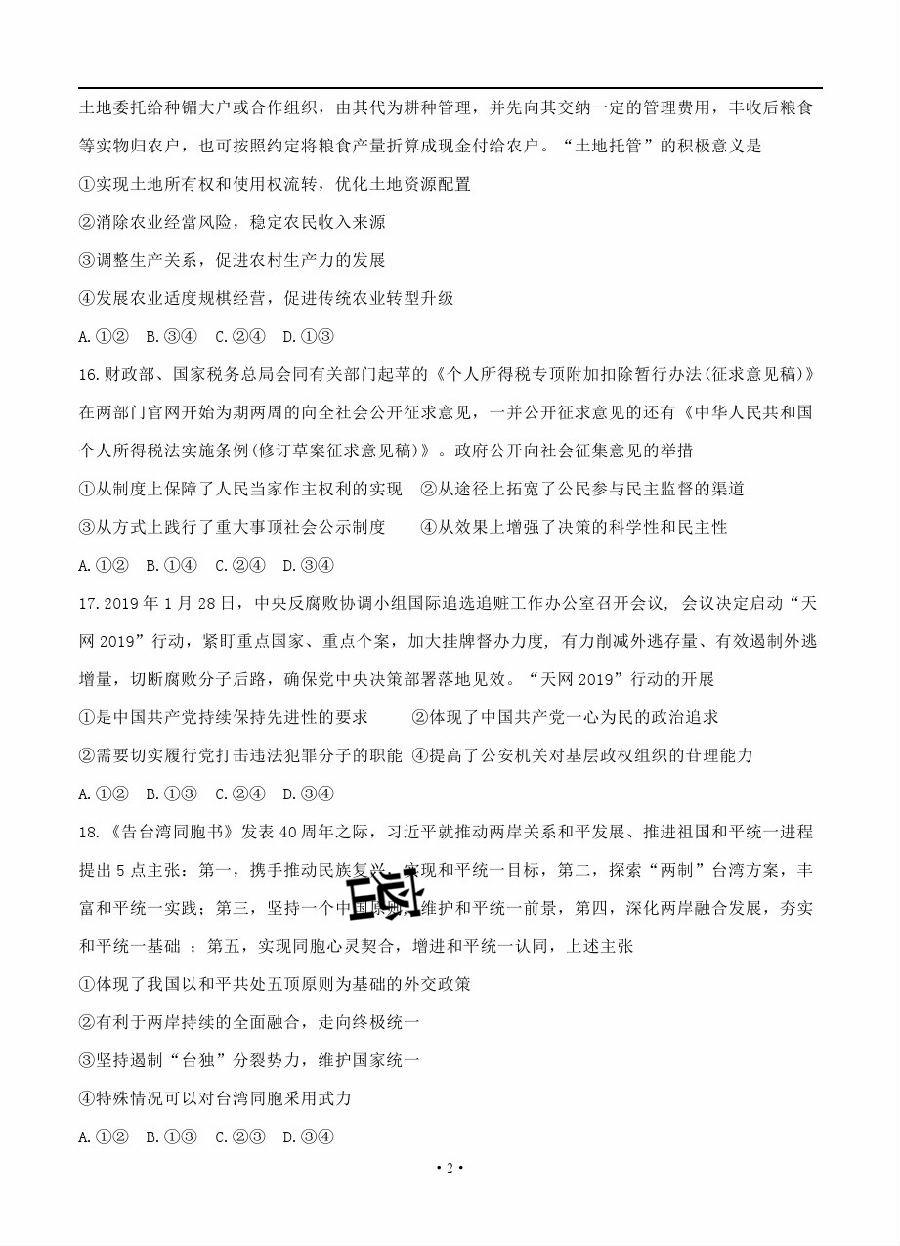 土地委托给种镅大户或合作组织，由其代为耕种管理，并先向其交纳一定的管理费用，丰收后粮食
等实物归农户，也可按照约定将粮食产量折算成现金付给农户。“土地托管”的积极意义是
①实现土地所有权和使用权流转，优化土地资源配置
②消除农业经营风险，稳定农民收入来源
③调整生产关系，促进农村生产力的发展
④发展农业适度规棋经营，促进传统农业转型升级
A.①② B.③④ C.②④ D.①③
16.财政部、国家税务总局会同有关部门起苹的《个人所得税专项附加扣除暂行办法(征求意见稿)》
在两部门官网开始为期两周的向全社会公开征求意见，一并公开征求意见的还有《中华人民共和国
个人所得税法实施条例(修订草案征求意见稿)》。政府公开向社会征集意见的举措
①从制度上保障了人民当家作主权利的实现 ②从途径上拓宽了公民参与民主监督的渠道
③从方式上践行了重大事顶社会公示制度 ④从效果上增强了决策的科学性和民主性
A.①② B.①④ C.②④ D.③④
17.2019年1月28日，中央反腐败协调小组国际追选追赃工作办公室召开会议, 会议决定启动“天
网2019”行动，紧盯重点国家、重点个案，加大挂牌督办力度, 有力削减外逃存量、有效遏制外逃
增量，切断腐败分子后路，确保党中央决策部署落地见效。“天网2019”行动的开展
①是中国共产党持续保持先进性的要求 ②体现了中国共产党一心为民的政治追求
②需要切实履行党打击违法犯罪分子的职能 ④提高了公安机关对基层政权组织的管理能力
A.①② B.①③ C.②④ D.③④
18.《告台湾同胞书》发表40周年之际，习近平就推动两岸关系和平发展、推进祖国和平统一进程
提出5点主张：第一，携手推动民族复兴，实现和平统一目标，第二，探索“两制”台湾方案，丰
富和平统一实践；第三，坚持一个中国原则，维护和平统一前景，第四，深化两岸融合发展，夯实
和平统一基础 ；第五，实现同胞心灵契合，增进和平统一认同，上述主张
①体现了我国以和平共处五顶原则为基础的外交政策
②有利于两岸持续的全面融合，走向终极统一
③坚持遏制“台独”分裂势力，维护国家统一
④特殊情况可以对台湾同胞釆用武力
A.①② B.①③ C.②③ D.③④
·2·